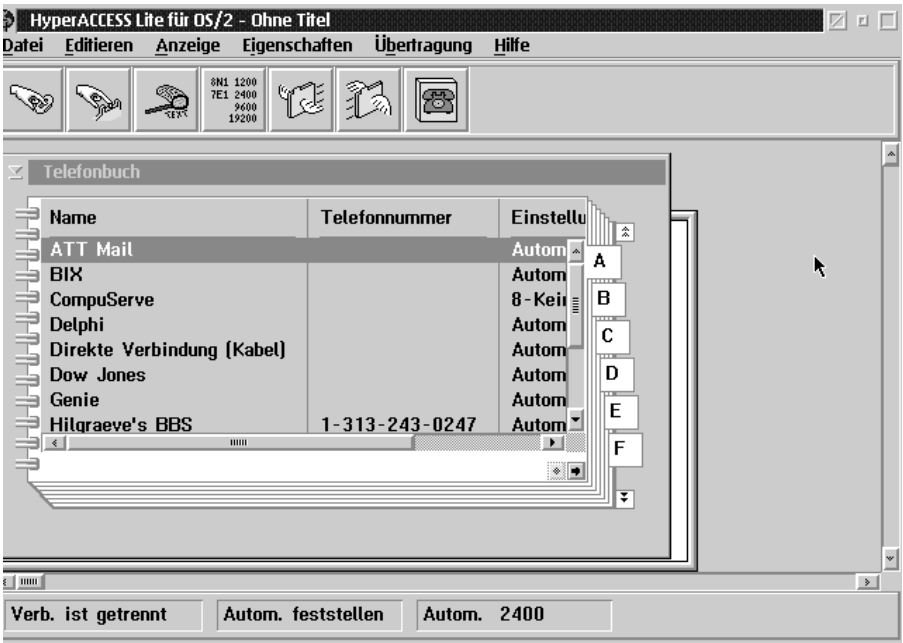 HyperACCESS Lite für OS/2 - Ohne Titel
Datei Editieren Anzeige Eigenschaften Übertragung Hilfe
TEXT
8N1 1200
7E1 2400
9600
19200
Telefonbuch
Name Telefonnummer Einstellu
ATT Mail Autom
BIX Autom
CompuServe 8-Kein
Delphi Autom
Direkte Verbindung (Kabel) Autom
Dow Jones Autom
Genie Autom
Hilgraeve's BBS 1-313-243-0247 Autom
A
B
C
D
E
F
Verb. ist getrennt Autom. feststellen Autom. 2400